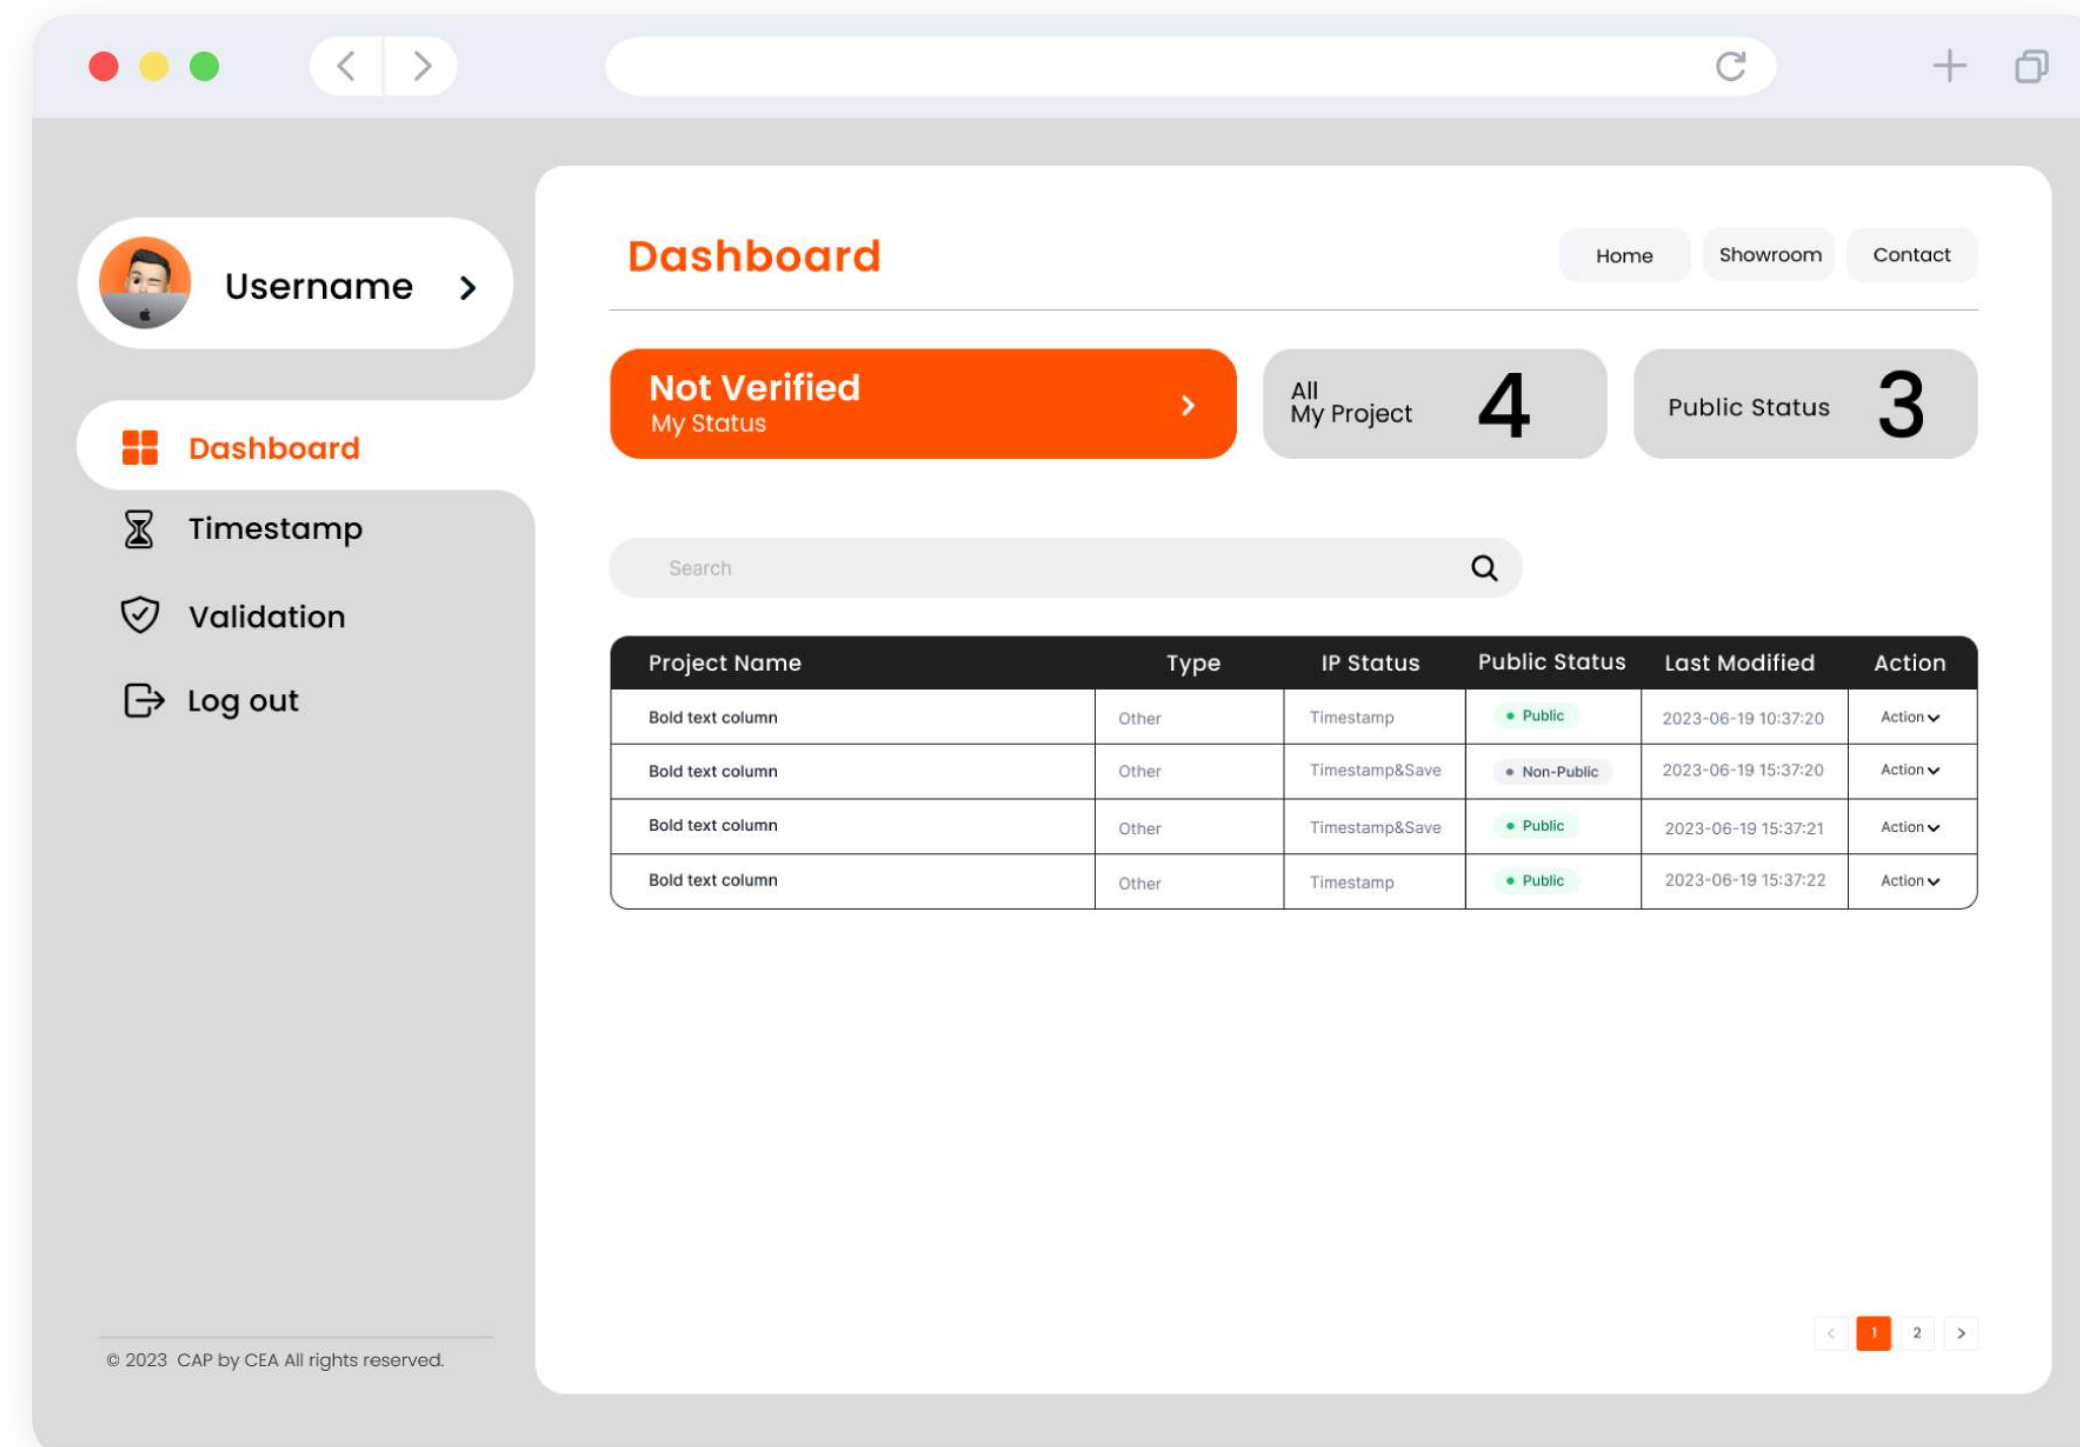 Username
Dashboard
Timestamp
Validation
Log out
© 2023 CAP by CEA All rights reserved.
Dashboard
Home Showroom Contact
Not Verified
My Status
All
My Project
4
Public Status
3
Search
Project Name Type IP Status Public Status Last Modified Action
Bold text column Other Timestamp Public 2023-06-19 10:37:20 Action
Bold text column Other Timestamp&Save Non-Public 2023-06-19 15:37:20 Action
Bold text column Other Timestamp&Save Public 2023-06-19 15:37:21 Action
Bold text column Other Timestamp Public 2023-06-19 15:37:22 Action
1 2